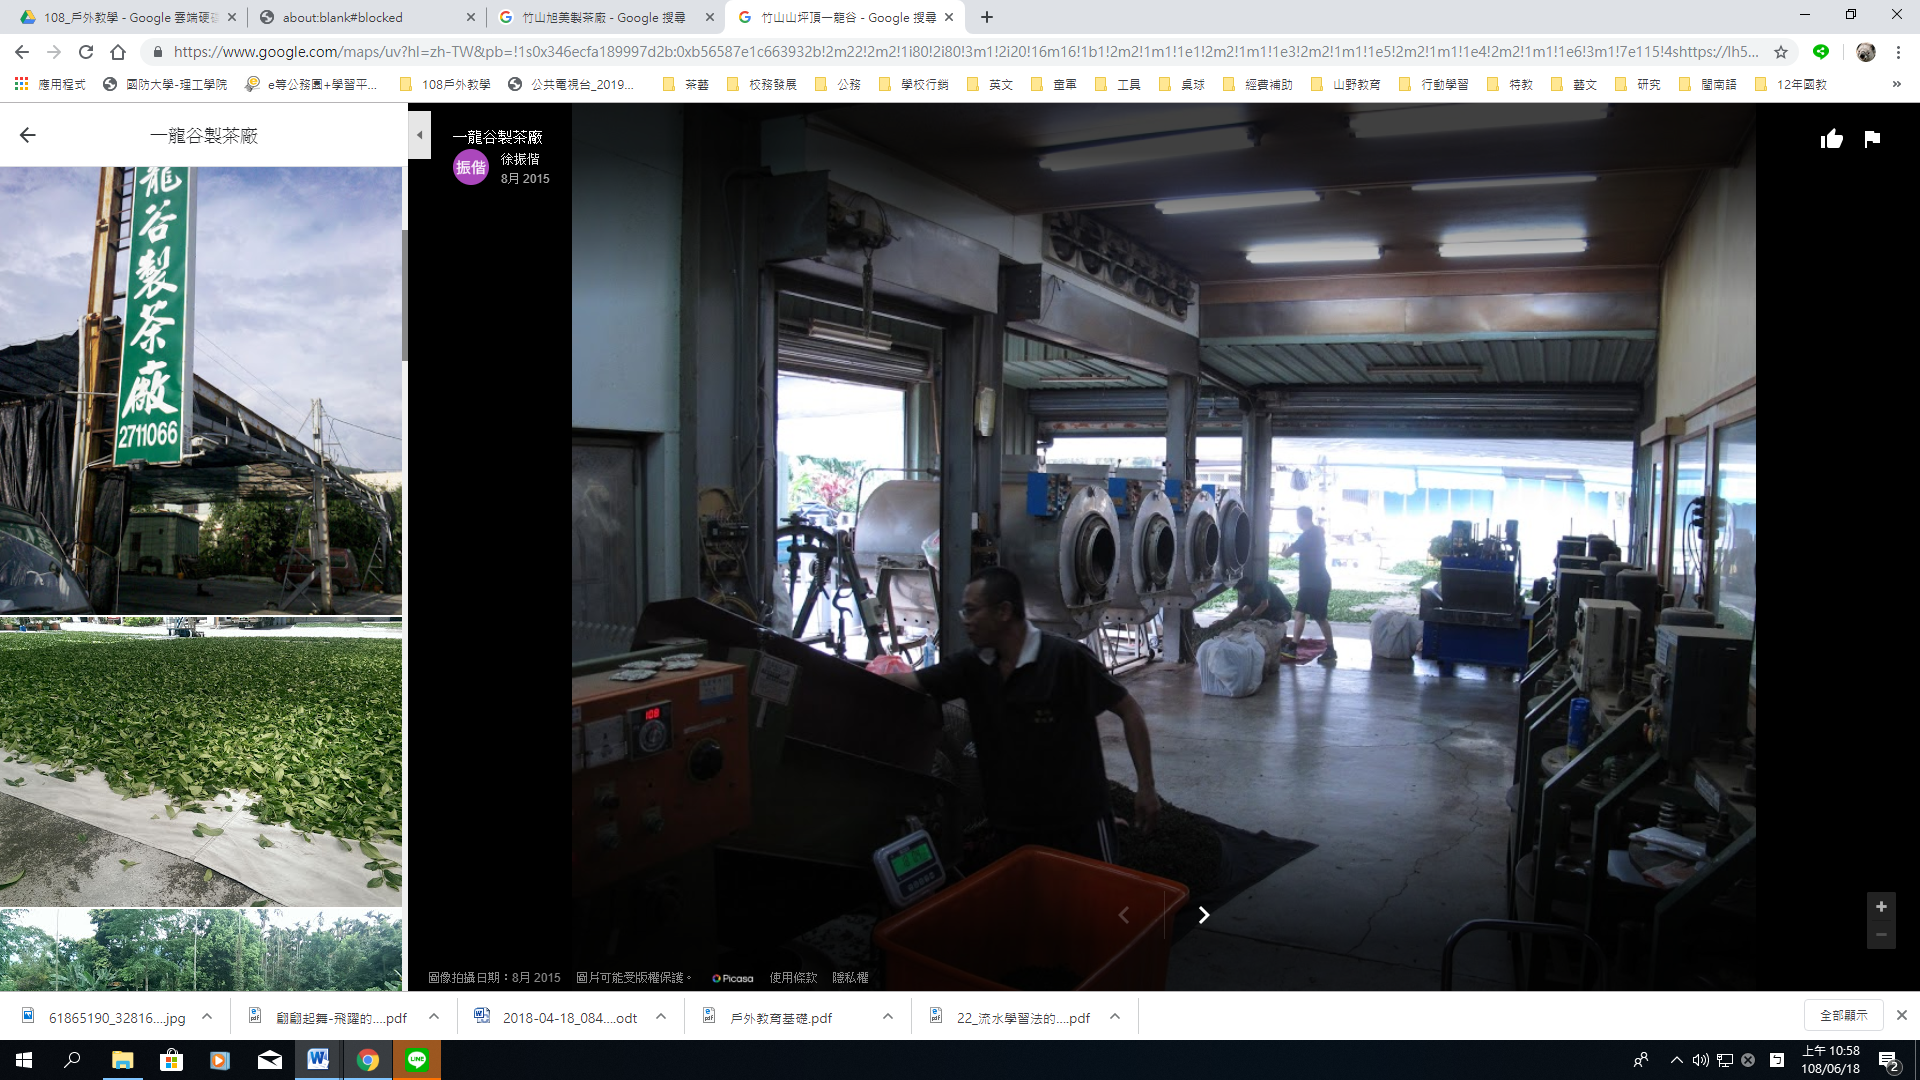 108_戶外教學 - Google 雲端硬碟
about:blank#blocked
竹山旭美製茶廠 - Google 搜尋
竹山山坪頂一龍谷 - Google 搜尋
https://www.google.com/maps/uv?hl=zh-TW&pb=!1s0x346ecfa189997d2b:0xb56587e1c663932b!2m22!2m2!1i80!2i80!3m1!2i20!16m16!1b1!2m2!1m1!1e1!2m2!1m1!1e3!2m2!1m1!1e5!2m2!1m1!1e4!2m2!1m1!1e6!3m1!7e115!4shttps://lh5...
應用程式 國防大學-理工學院 e等公務園+學習平... 108戶外教學 公共電視台_2019... 茶藝 校務發展 公務 學校行銷 英文 童軍 工具 桌球 經費補助 山野教育 行動學習 特教 藝文 研究 閩南語 12年國教 »
一龍谷製茶廠
一龍谷製茶廠
振偕
徐振偕
8月 2015
龍谷製茶廠
2711066
108
圖像拍攝日期：8月 2015 圖片可能受版權保護。 Picasa 使用條款 隱私權
61865190_32816....jpg
翩翩起舞-飛躍的....pdf
2018-04-18_084....odt
戶外教育基礎.pdf
22_流水學習法的....pdf
全部顯示
LINE
上午 10:58
108/06/18
2